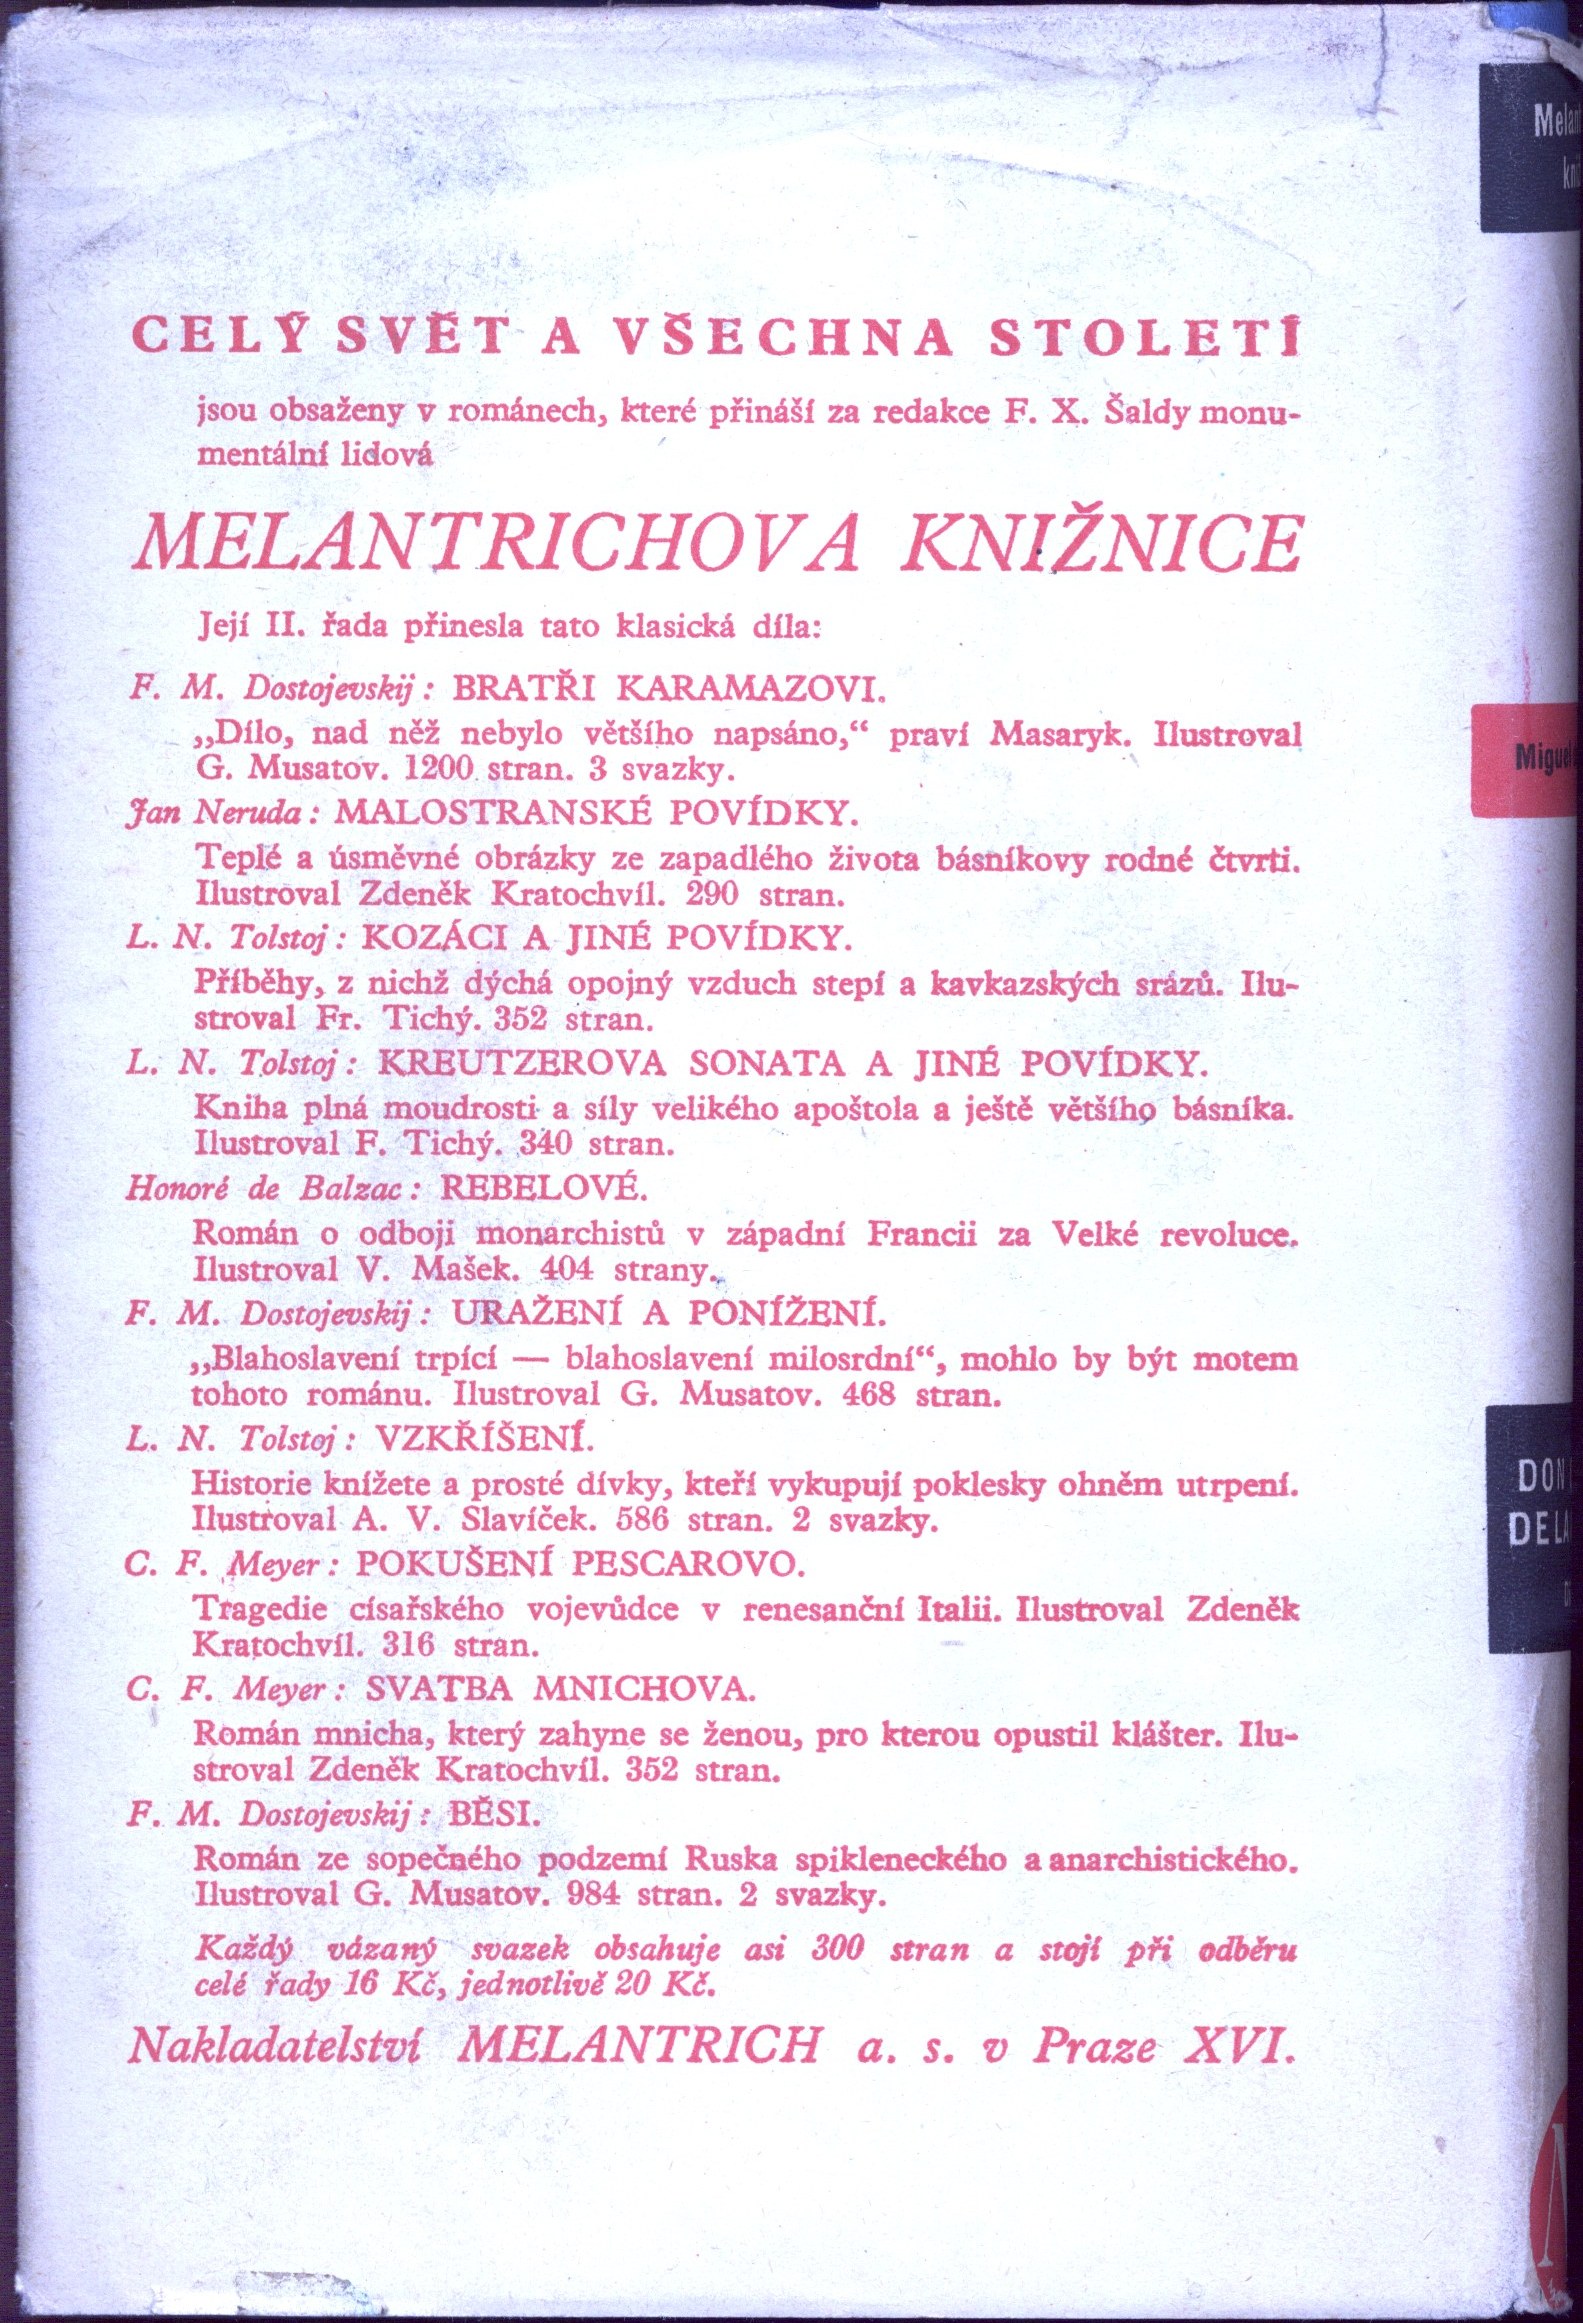 CELÝ SVĚT A VŠECHNA STOLETÍ
jsou obsaženy v románech, které přináší za redakce F. X. Šaldy monu-
mentální lidová
MELANTRICHOVA KNIŽNICE
Její II. řada přinesla tato klasická díla:
F. M. Dostojevskij: BRATŘI KARAMAZOVI.
„Dílo, nad něž nebylo většího napsáno,“ praví Masaryk. Ilustroval
G. Musatov. 1200 stran. 3 svazky.
Jan Neruda: MALOSTRANSKÉ POVÍDKY.
Teplé a úsměvné obrázky ze zapadlého života básníkovy rodné čtvrti.
Ilustroval Zdeněk Kratochvíl. 290 stran.
L. N. Tolstoj: KOZÁCI A JINÉ POVÍDKY.
Příběhy, z nichž dýchá opojný vzduch stepí a kavkazských srázů. Ilu-
stroval Fr. Tichý. 352 stran.
L. N. Tolstoj: KREUTZEROVA SONATA A JINÉ POVÍDKY.
Kniha plná moudrosti a síly velikého apoštola a ještě většího básníka.
Ilustroval F. Tichý. 340 stran.
Honoré de Balzac: REBELOVÉ.
Román o odboji monarchistů v západní Francii za Velké revoluce.
Ilustroval V. Mašek. 404 strany.
F. M. Dostojevskij: URAŽENÍ A PONÍŽENÍ.
„Blahoslavení trpící — blahoslavení milosrdní“, mohlo by být motem
tohoto románu. Ilustroval G. Musatov. 468 stran.
L. N. Tolstoj: VZKŘÍŠENÍ.
Historie knížete a prosté dívky, kteří vykupují poklesky ohněm utrpení.
Ilustroval A. V. Slavíček. 586 stran. 2 svazky.
C. F. Meyer: POKUŠENÍ PESCAROVO.
Tragedie císařského vojevůdce v renesanční Italii. Ilustroval Zdeněk
Kratochvíl. 316 stran.
C. F. Meyer: SVATBA MNICHOVA.
Román mnicha, který zahyne se ženou, pro kterou opustil klášter. Ilu-
stroval Zdeněk Kratochvíl. 352 stran.
F. M. Dostojevskij: BĚSI.
Román ze sopečného podzemí Ruska spikleneckého a anarchistického.
Ilustroval G. Musatov. 984 stran. 2 svazky.
Každý vázaný svazek obsahuje asi 300 stran a stojí při odběru
celé řady 16 Kč, jednotlivě 20 Kč.
Nakladatelství MELANTRICH a. s. v Praze XVI.
Miguel
DON